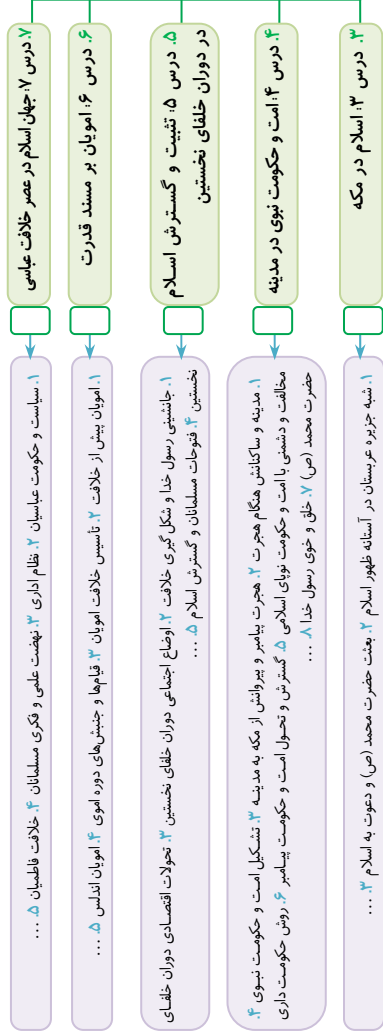 ۳. درس ۳: اسلام در مکه
۱. شبه جزیره عربستان در آستانه ظهور اسلام ۲. بعثت حضرت محمد (ص) و دعوت به اسلام ۳. ...
۴. درس ۴: امت و حکومت نبوی در مدینه
۱. مدینه و ساکنانش هنگام هجرت ۲. هجرت پیامبر و پیروانش از مکه به مدینه ۳. تشکیل امت و حکومت نبوی ۴.
مخالفت و دشمنی با امت و حکومت نوپای اسلامی ۵. گسترش و تحول امت و حکومت پیامبر ۶. روش حکومت داری
حضرت محمد (ص) ۷. خلق و خوی رسول خدا ۸. ...
۵. درس ۵: تثبیت و گسترش اسلام
در دوران خلفای نخستین
۱. جانشینی رسول خدا و شکل گیری خلافت ۲. اوضاع اجتماعی دوران خلفای نخستین ۳. تحولات اقتصادی دوران خلفای
نخستین ۴. فتوحات مسلمانان و گسترش اسلام ۵. ...
۶. درس ۶: امویان بر مسند قدرت
۱. امویان پیش از خلافت ۲. تأسیس خلافت امویان ۳. قیام‌ها و جنبش‌های دوره اموی ۴. امویان اندلس ۵. ...
۷. درس ۷: جهان اسلام در عصر خلافت عباسی
۱. سیاست و حکومت عباسیان ۲. نظام اداری ۳. نهضت علمی و فکری مسلمانان ۴. خلافت فاطمیان ۵. ...